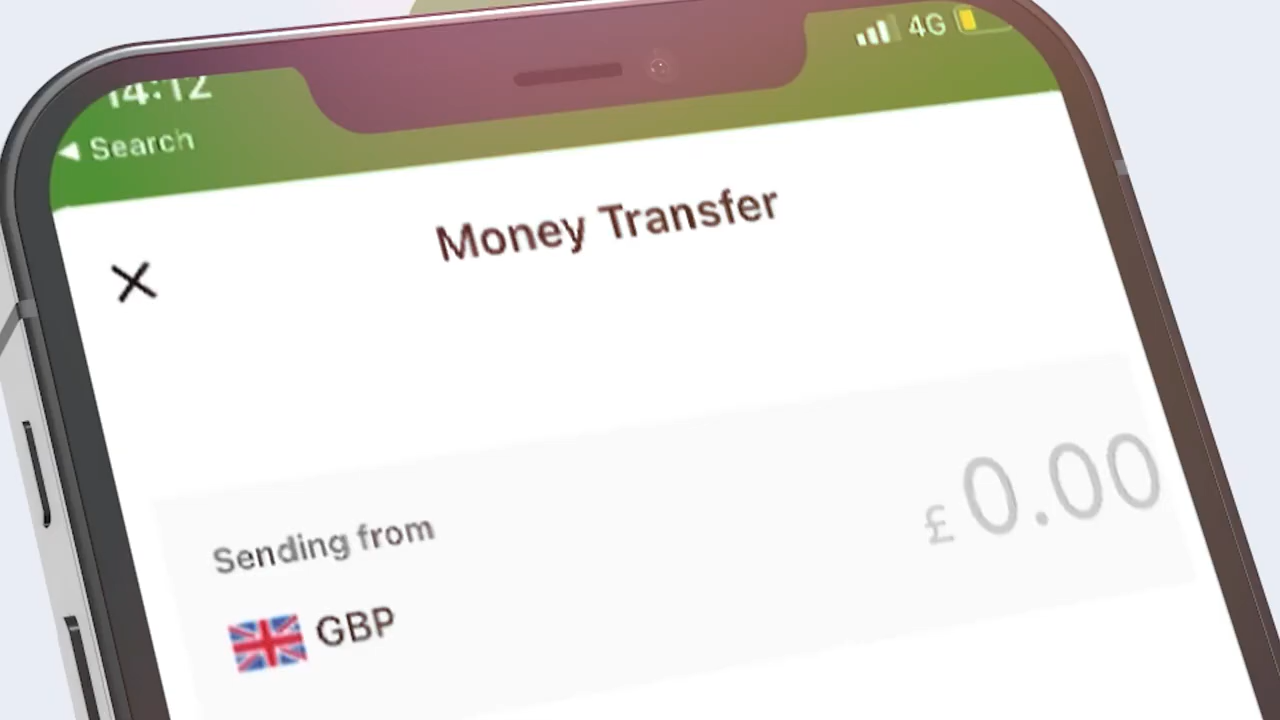 14:12
4G
Search
Money Transfer
Sending from
£0.00
GBP